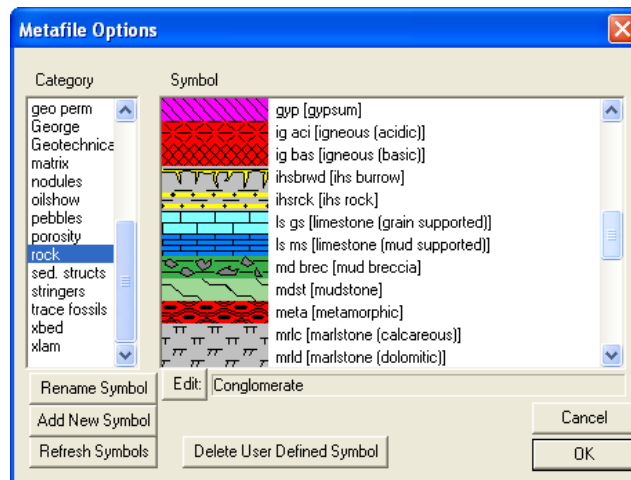 Metafile Options
Category
Symbol
geo perm
George
Geotechnica
matrix
nodules
oilshow
pebbles
porosity
rock
sed. structs
stringers
trace fossils
xbed
xlam
gyp [gypsum]
ig aci [igneous (acidic)]
ig bas [igneous (basic)]
ihsbrwd [ihs burrow]
ihsrck [ihs rock]
ls gs [limestone (grain supported)]
ls ms [limestone (mud supported)]
md brec [mud breccia]
mdst [mudstone]
meta [metamorphic]
mrlc [marlstone (calcareous)]
mrld [marlstone (dolomitic)]
Rename Symbol
Edit: Conglomerate
Add New Symbol
Cancel
Refresh Symbols
Delete User Defined Symbol
OK